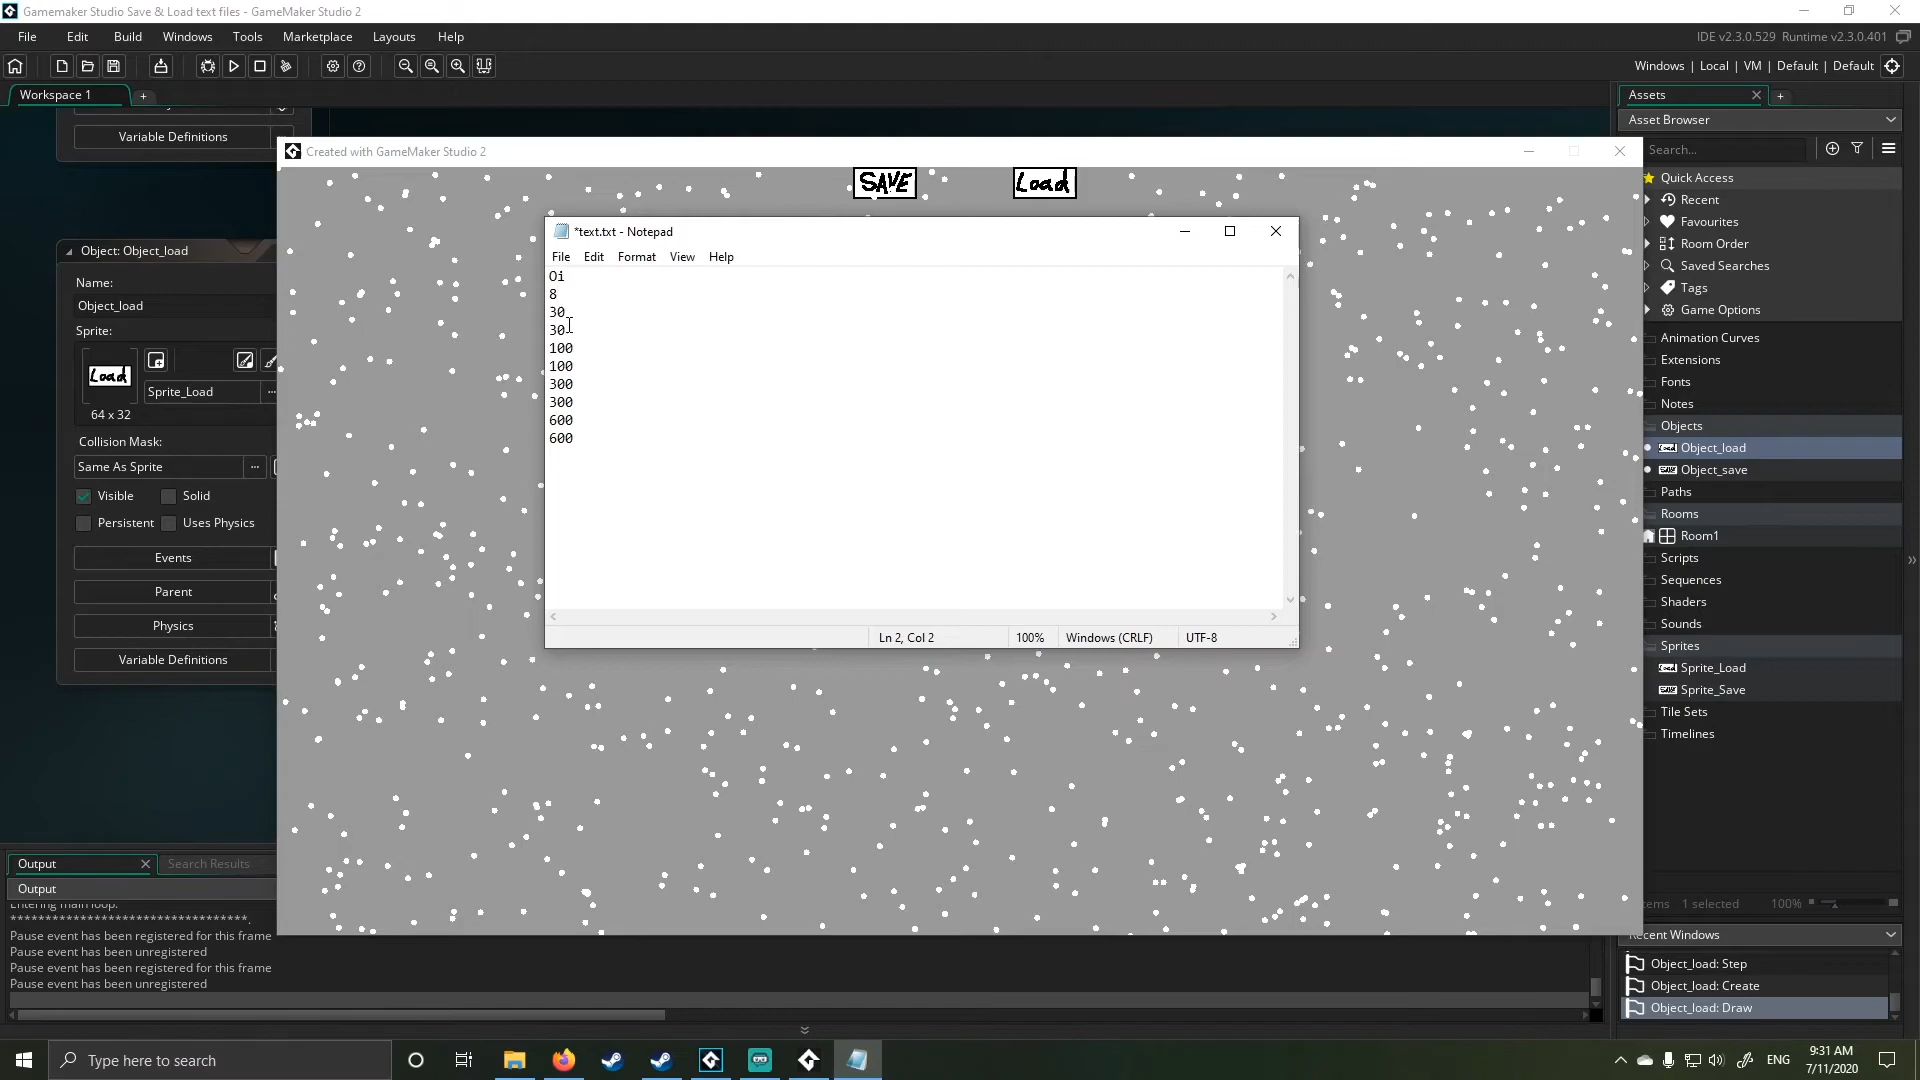 Gamemaker Studio Save & Load text files - GameMaker Studio 2
File Edit Build Windows Tools Marketplace Layouts Help
IDE v2.3.0.529 Runtime v2.3.0.401
Windows | Local | VM | Default | Default
Workspace 1
Assets
Asset Browser
Search...
Quick Access
Recent
Favourites
Room Order
Saved Searches
Tags
Game Options
Animation Curves
Extensions
Fonts
Notes
Objects
Object_load
Object_save
Paths
Rooms
Room1
Scripts
Sequences
Shaders
Sounds
Sprites
Sprite_Load
Sprite_Save
Tile Sets
Timelines
1 selected 100%
Recent Windows
Object_load: Step
Object_load: Create
Object_load: Draw
Variable Definitions
Object: Object_load
Name:
Object_load
Sprite:
Load
Sprite_Load
64 x 32
Collision Mask:
Same As Sprite
Visible Solid
Persistent Uses Physics
Events
Parent
Physics
Variable Definitions
Created with GameMaker Studio 2
SAVE Load
*text.txt - Notepad
File Edit Format View Help
Oi
8
30
30
100
100
300
300
600
600
Ln 2, Col 2 100% Windows (CRLF) UTF-8
Output Search Results
Output
Entering main loop.
**********************************.
Pause event has been registered for this frame
Pause event has been unregistered
Pause event has been registered for this frame
Pause event has been unregistered
Type here to search
ENG
9:31 AM
7/11/2020